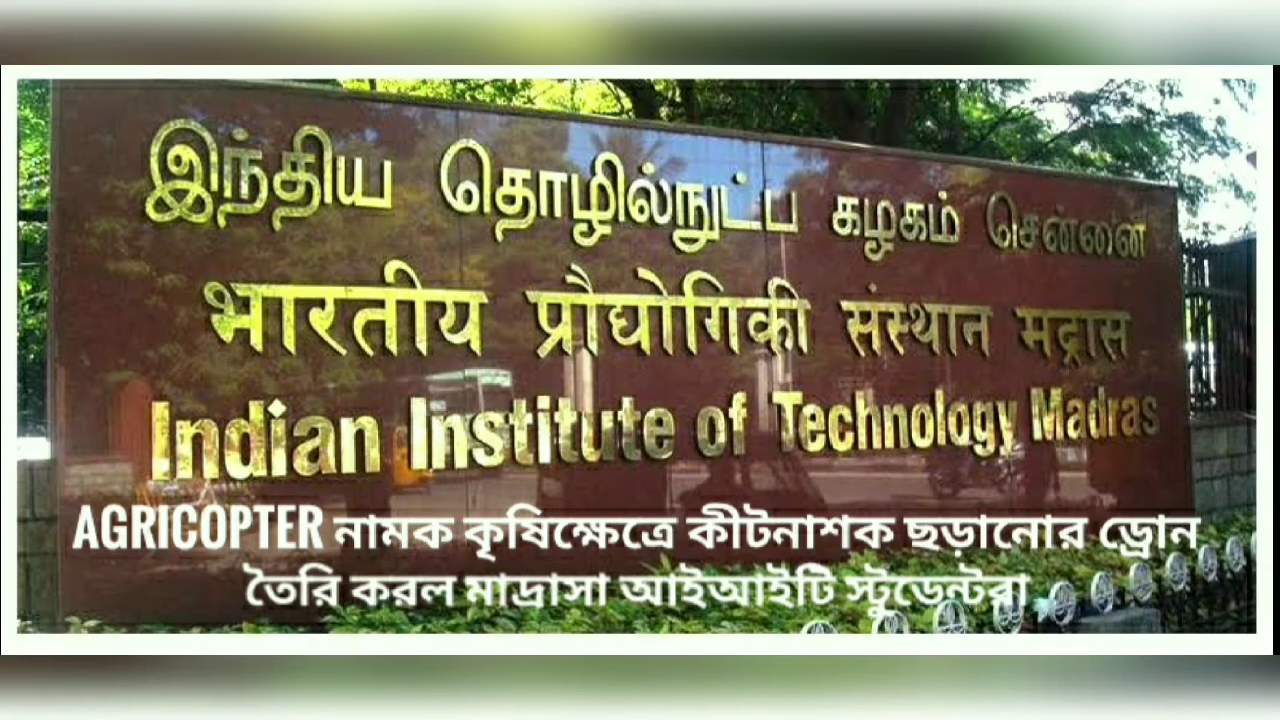 இந்திய தொழில்நுட்ப கழகம் சென்னை
भारतीय प्रौद्योगिकी संस्थान मद्रास
Indian Institute of Technology Madras
AGRICOPTER নামক কৃষিক্ষেত্রে কীটনাশক ছড়ানোর ড্রোন
তৈরি করল মাদ্রাসা আইআইটি স্টুডেন্টরা